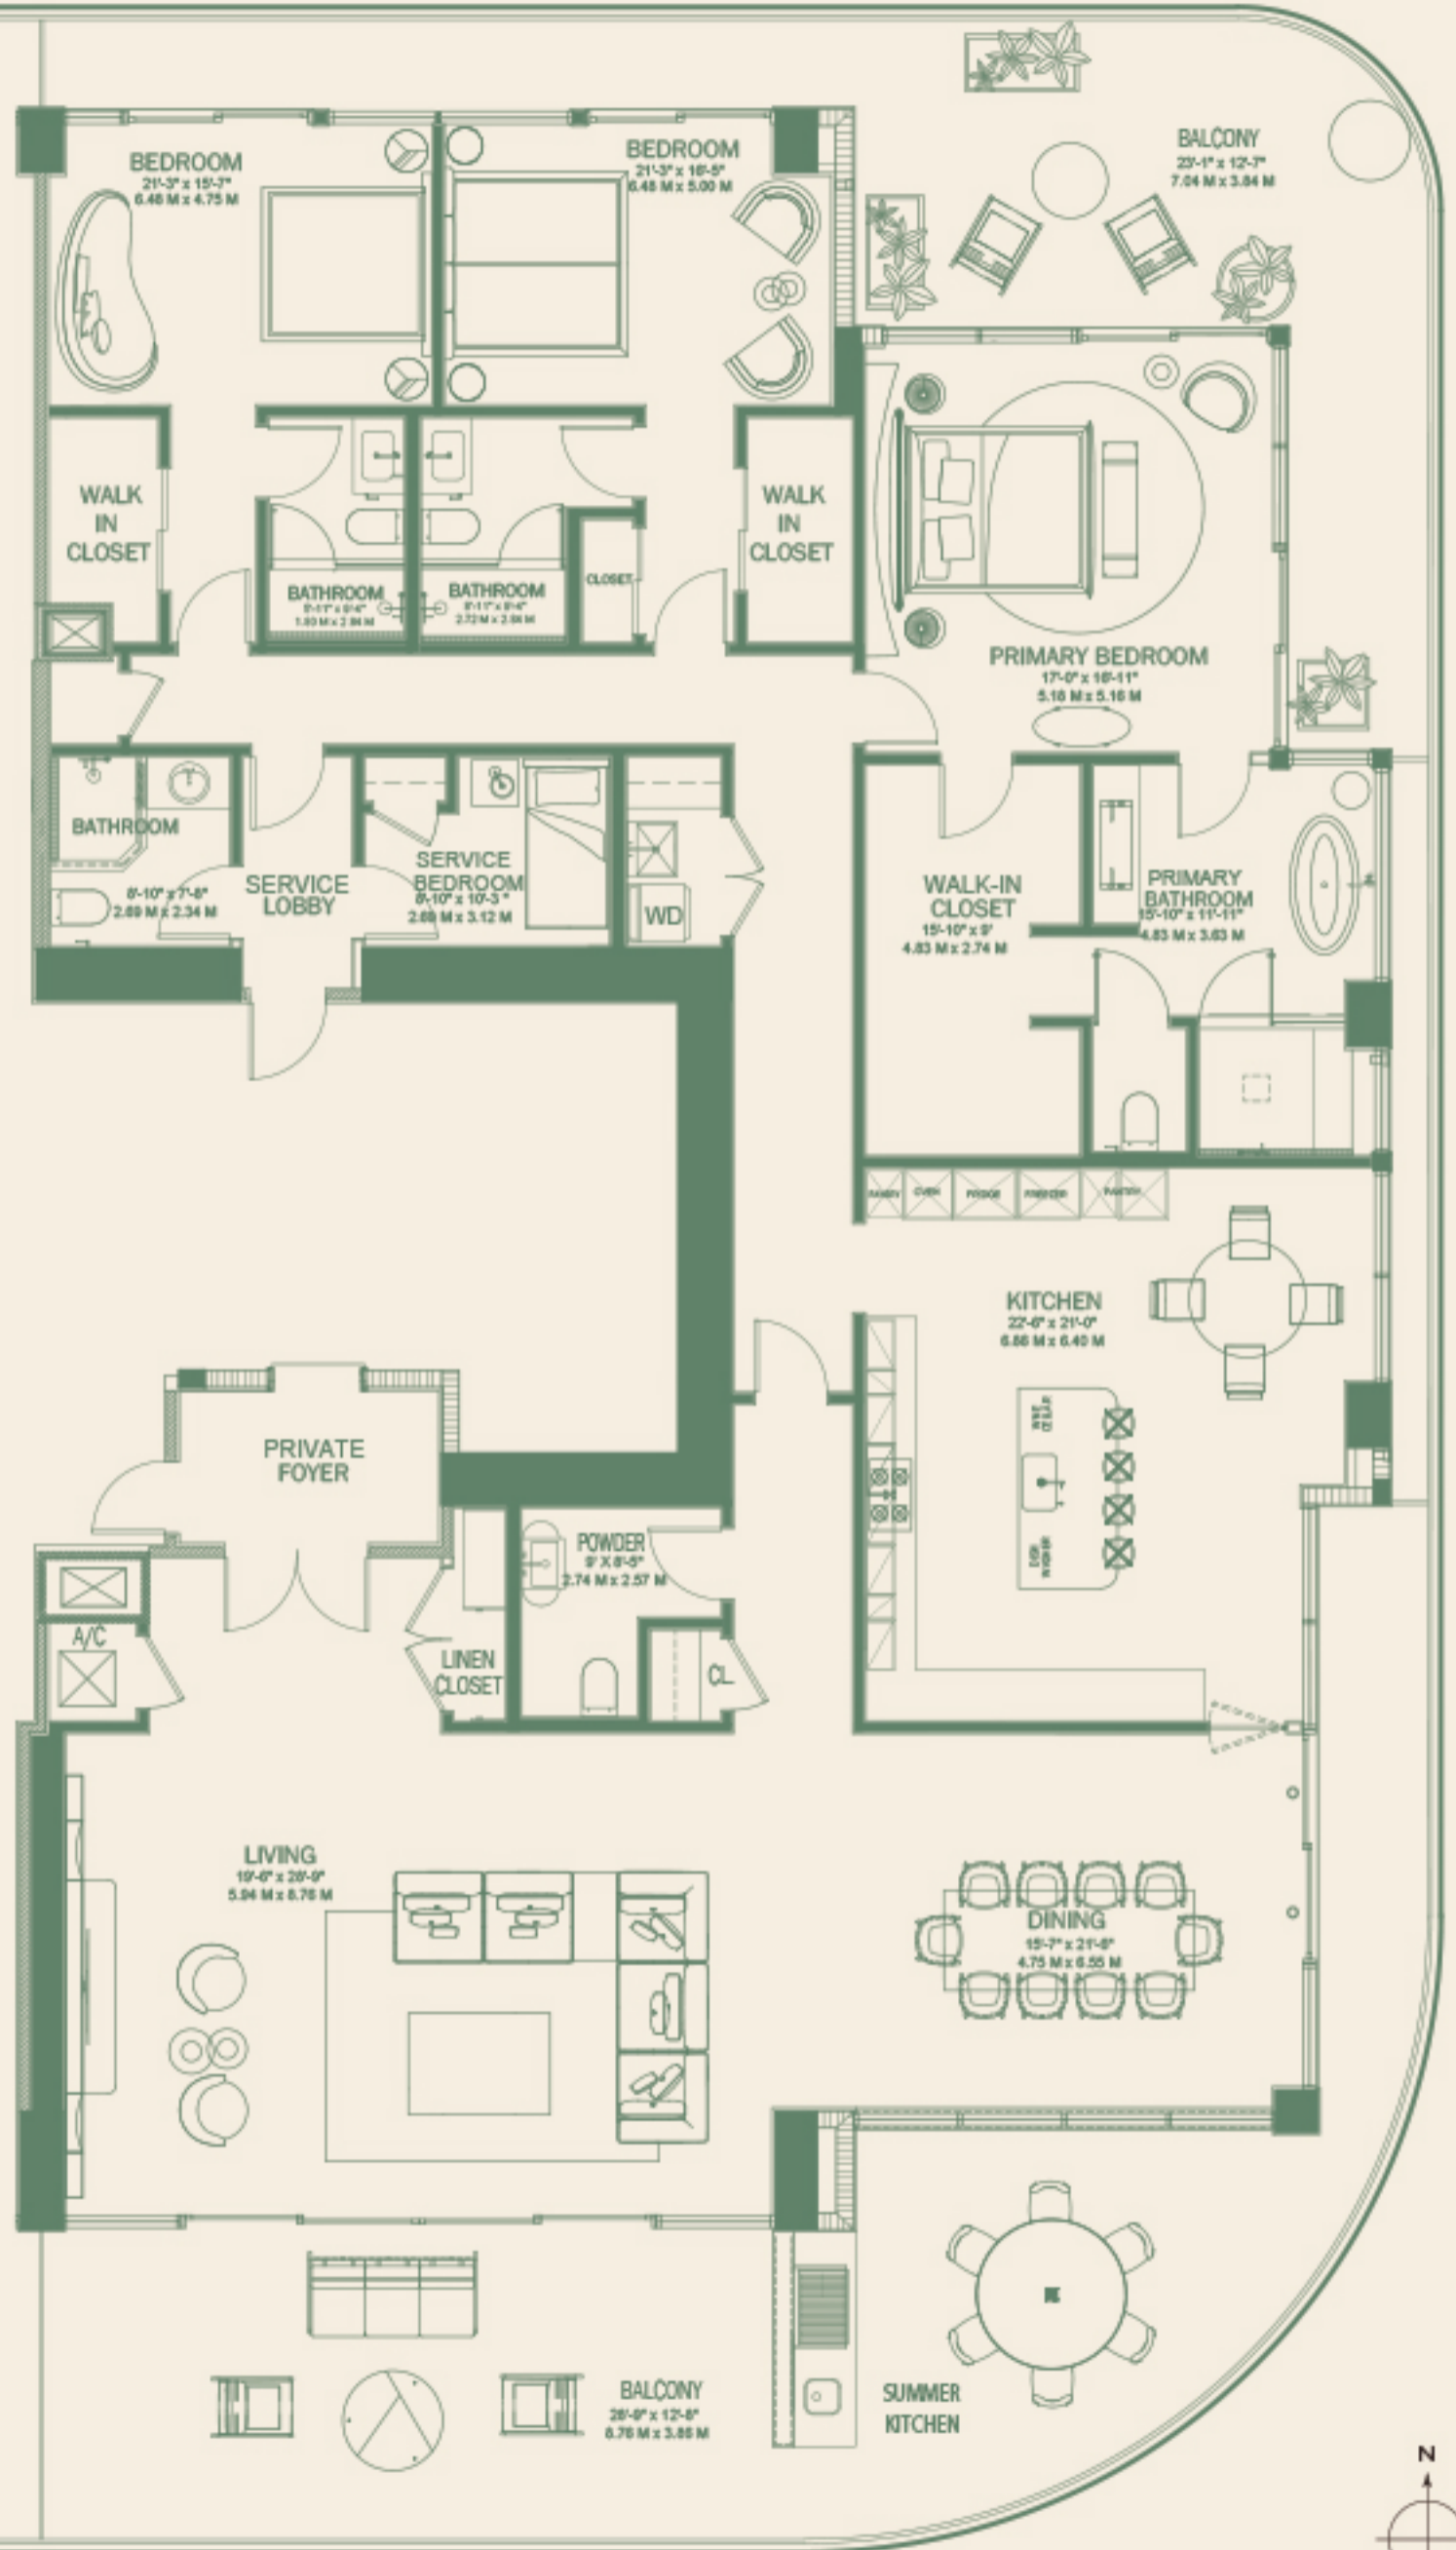 BALCONY
23'-1" x 12'-7"
7.04 M x 3.84 M
BEDROOM
21'-3" x 15'-7"
6.48 M x 4.75 M
BEDROOM
21'-3" x 16'-5"
6.48 M x 5.00 M
WALK
IN
CLOSET
BATHROOM
BATHROOM
CLOSET
WALK
IN
CLOSET
PRIMARY BEDROOM
17'-0" x 16'-11"
5.18 M x 5.16 M
BATHROOM
8'-10" x 7'-8"
2.69 M x 2.34 M
SERVICE
LOBBY
SERVICE
BEDROOM
8'-10" x 10'-3"
2.69 M x 3.12 M
WD
WALK-IN
CLOSET
15'-10" x 9'
4.83 M x 2.74 M
PRIMARY
BATHROOM
15'-10" x 11'-11"
4.83 M x 3.63 M
PANTRY
OVEN
FRIDGE
FREEZER
PANTRY
KITCHEN
22'-6" x 21'-0"
6.86 M x 6.40 M
DISH
WASHER
PRIVATE
FOYER
POWDER
9' X 8'-5"
2.74 M x 2.57 M
A/C
LINEN
CLOSET
CL
LIVING
19'-6" x 28'-9"
5.94 M x 8.76 M
DINING
15'-7" x 21'-6"
4.75 M x 6.55 M
BALCONY
28'-9" x 12'-8"
8.76 M x 3.86 M
SUMMER
KITCHEN
N